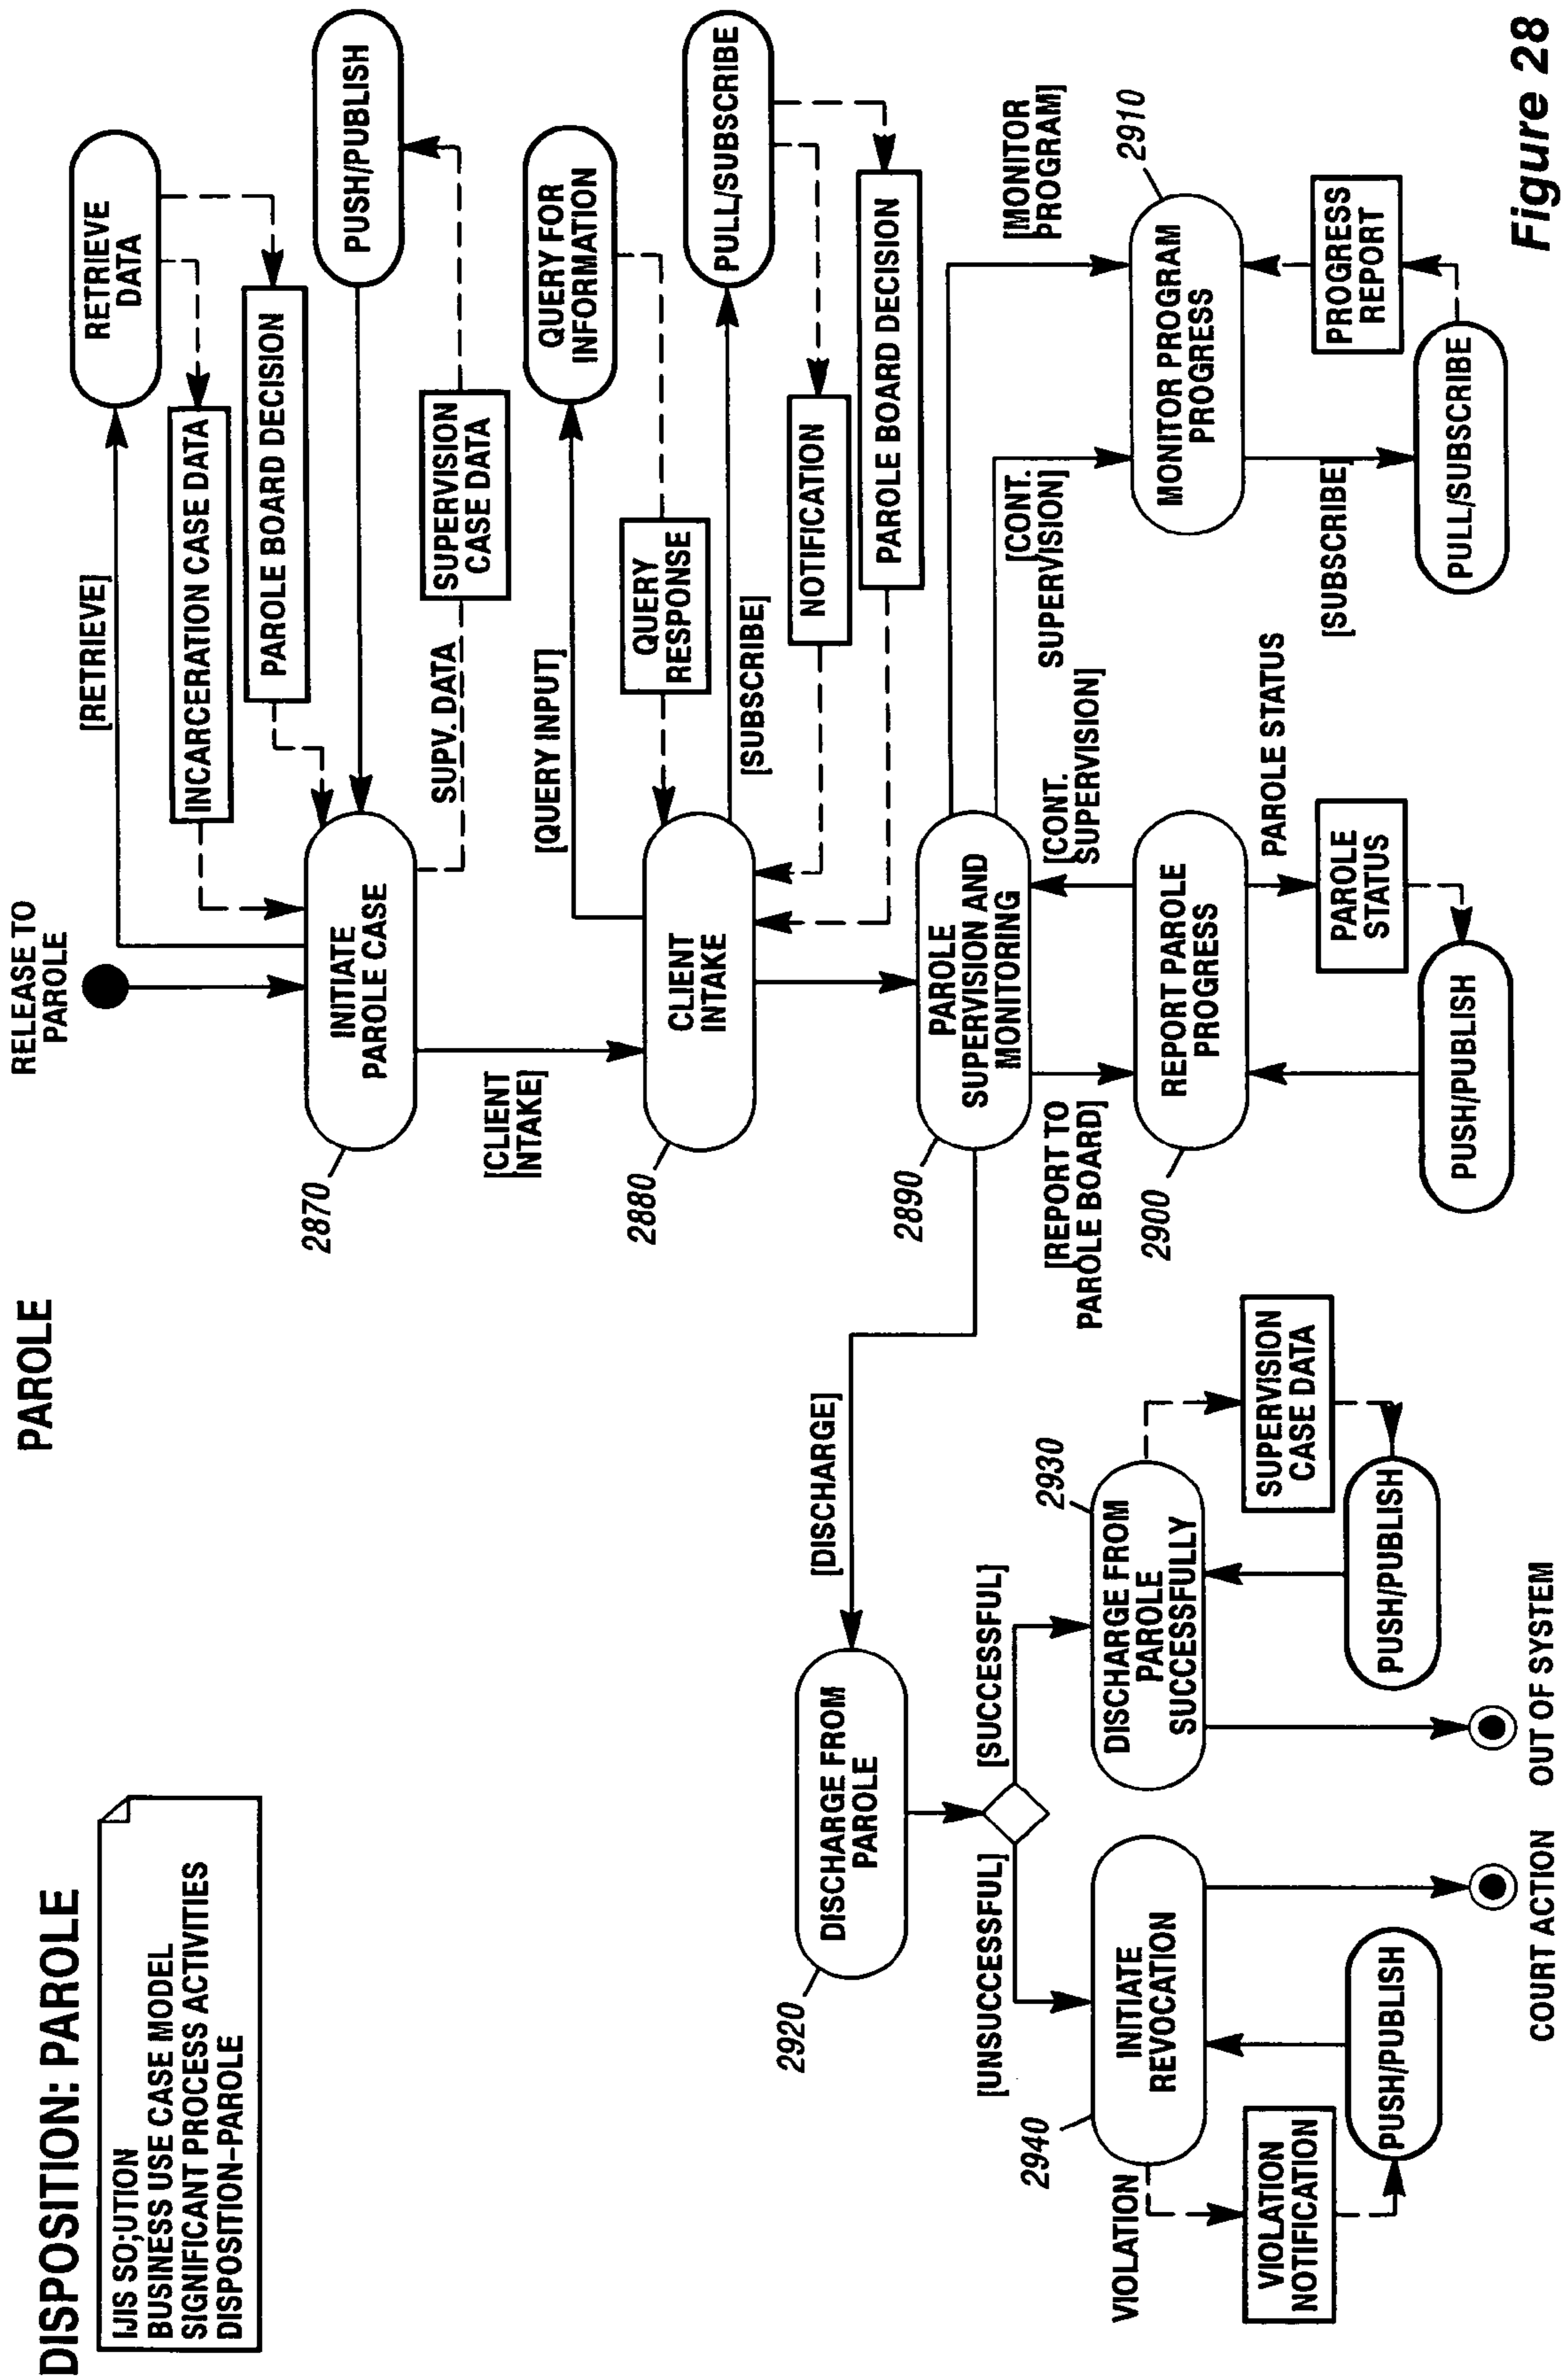 DISPOSITION: PAROLE
IJIS SO;UTION
BUSINESS USE CASE MODEL
SIGNIFICANT PROCESS ACTIVITIES
DISPOSITION–PAROLE
PAROLE
RELEASE TO
PAROLE
[RETRIEVE]
RETRIEVE
DATA
INCARCERATION CASE DATA
PAROLE BOARD DECISION
2870
INITIATE
PAROLE CASE
PUSH/PUBLISH
SUPV. DATA
SUPERVISION
CASE DATA
[CLIENT
INTAKE]
[QUERY INPUT]
QUERY FOR
INFORMATION
QUERY
RESPONSE
2880
CLIENT
INTAKE
[SUBSCRIBE]
PULL/SUBSCRIBE
NOTIFICATION
PAROLE BOARD DECISION
2890
PAROLE
SUPERVISION AND
MONITORING
[DISCHARGE]
[REPORT TO
PAROLE BOARD]
[CONT.
SUPERVISION]
[CONT.
SUPERVISION]
[MONITOR
PROGRAM]
2900
REPORT PAROLE
PROGRESS
2910
MONITOR PROGRAM
PROGRESS
PAROLE STATUS
PAROLE
STATUS
PUSH/PUBLISH
[SUBSCRIBE]
PROGRESS
REPORT
PULL/SUBSCRIBE
2920
DISCHARGE FROM
PAROLE
[UNSUCCESSFUL]
[SUCCESSFUL]
2940
INITIATE
REVOCATION
2930
DISCHARGE FROM
PAROLE
SUCCESSFULLY
VIOLATION
VIOLATION
NOTIFICATION
PUSH/PUBLISH
SUPERVISION
CASE DATA
PUSH/PUBLISH
COURT ACTION
OUT OF SYSTEM
Figure 28